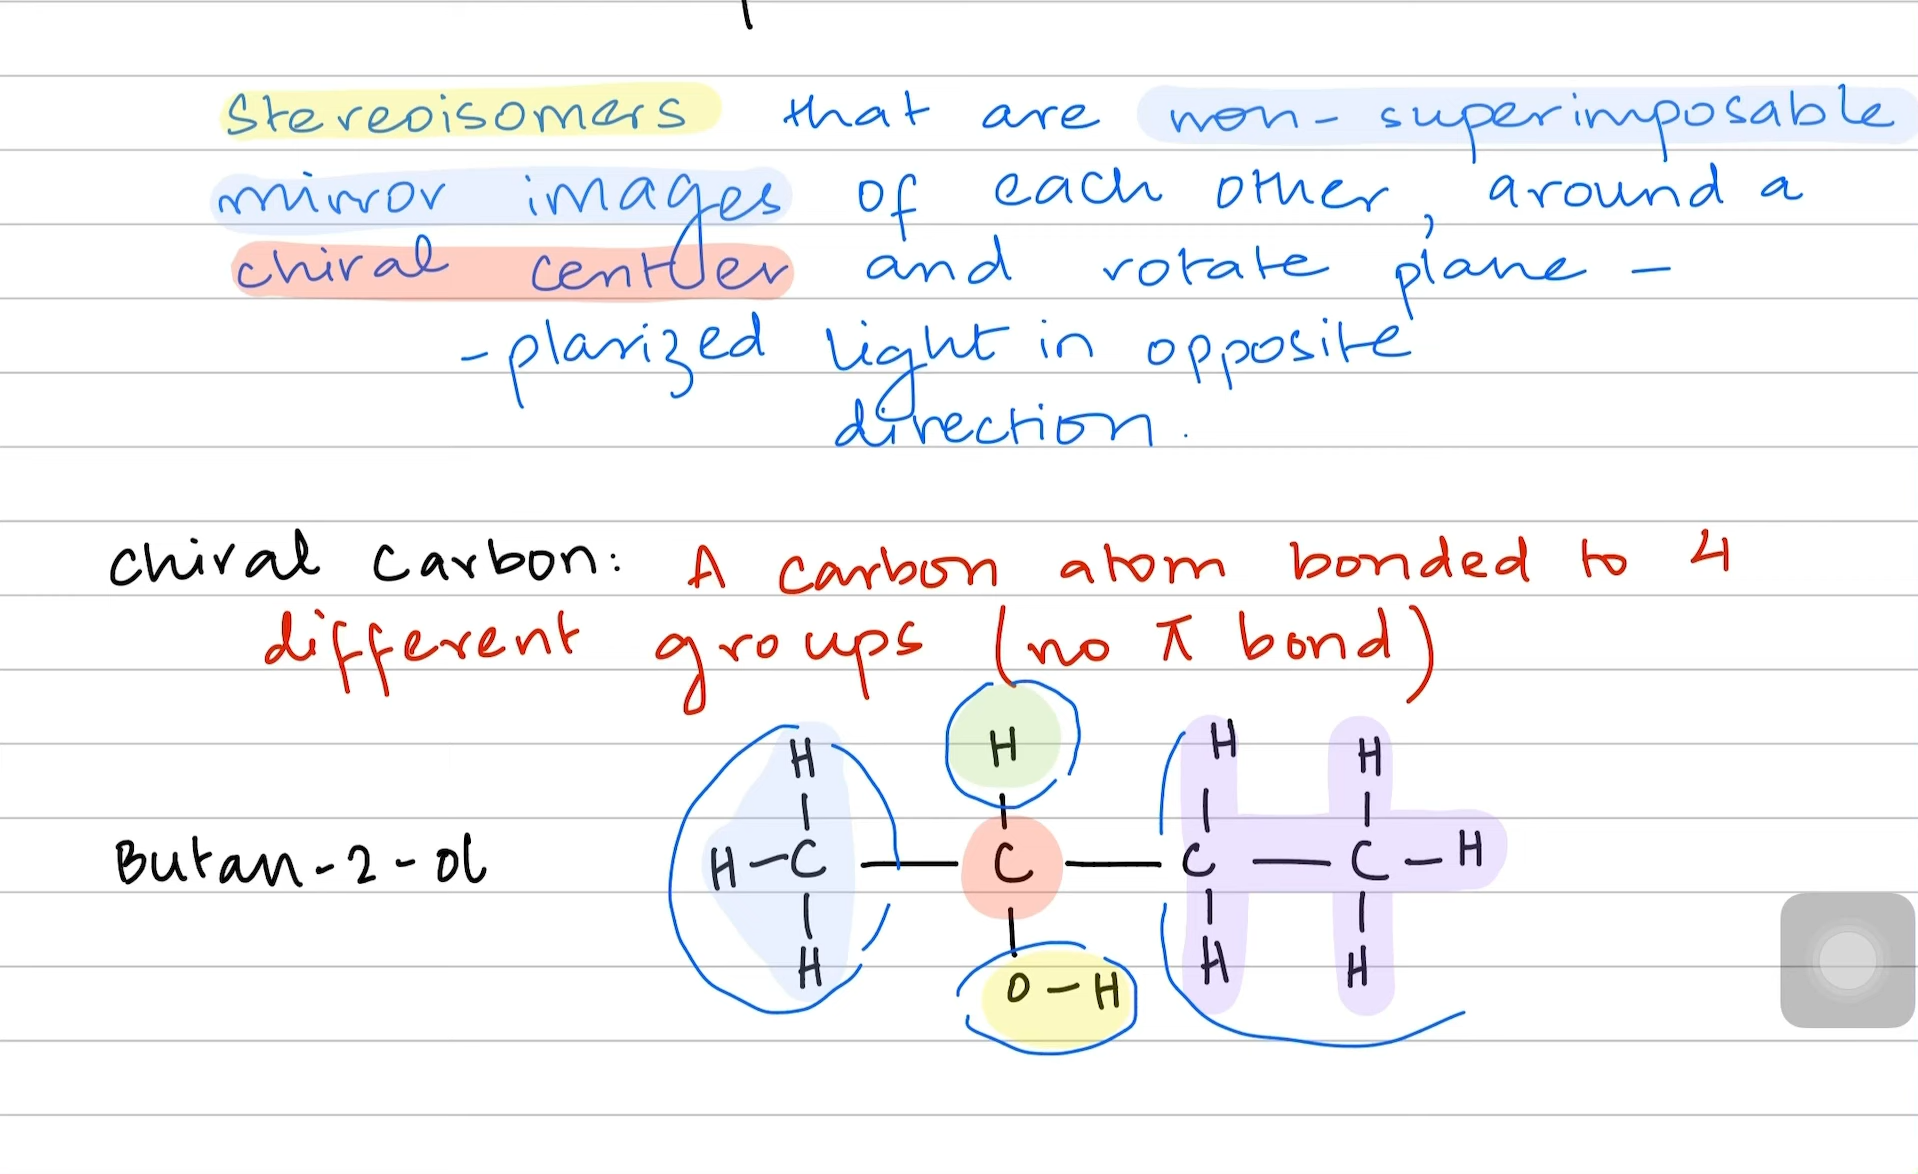 Stereoisomers that are non-superimposable
mirror images of each other, around a
chiral center and rotate plane -
- plarized light in opposite
direction.
Chiral Carbon: A carbon atom bonded to 4
different groups (no π bond)
H H H H
Butan-2-ol H-C — C — C — C-H
H O-H H H